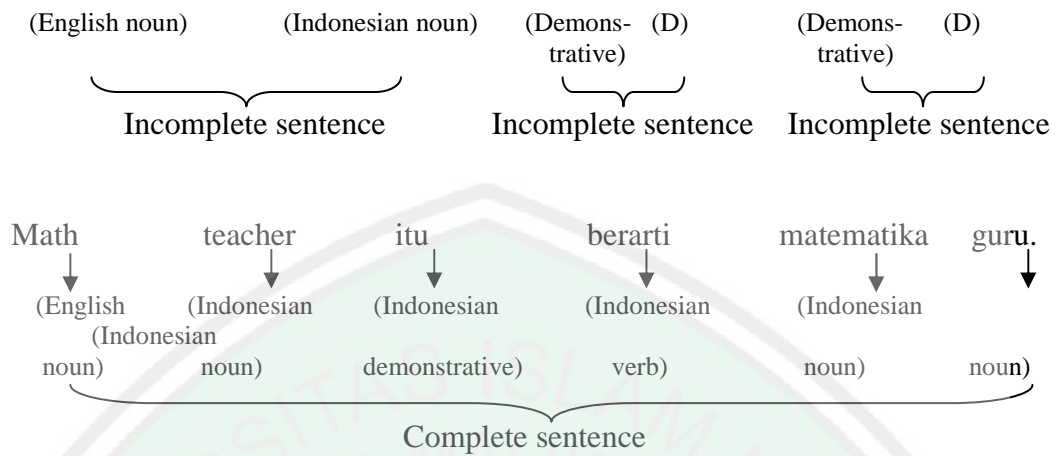 (English noun) (Indonesian noun) (Demons- (D) (Demons- (D)
trative) trative)
Incomplete sentence Incomplete sentence Incomplete sentence
Math teacher itu berarti matematika guru.
(English (Indonesian (Indonesian (Indonesian (Indonesian
(Indonesian
noun) noun) demonstrative) verb) noun) noun)
Complete sentence